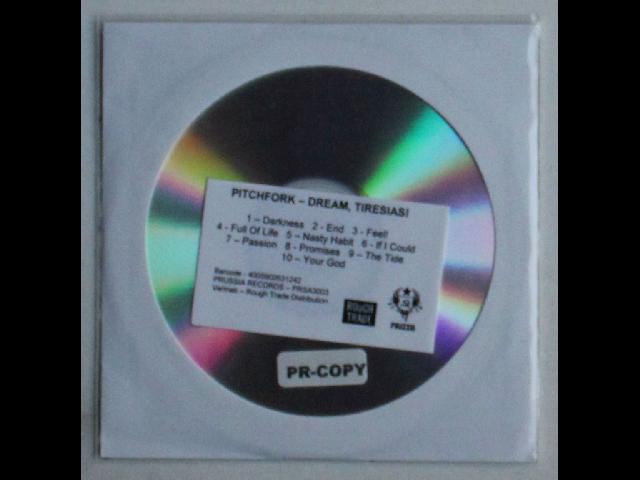 PITCHFORK – DREAM, TIRESIAS!
1 – Darkness 2 - End 3 - Feel!
4 - Full Of Life 5 – Nasty Habit 6 - If I Could
7 – Passion 8 - Promises 9 – The Tide
10 – Your God
Barcode - 4005902631242
PRUSSIA RECORDS – PRSA3003
Vertrieb – Rough Trade Distribution
ROUGH
TRADE
PR-COPY